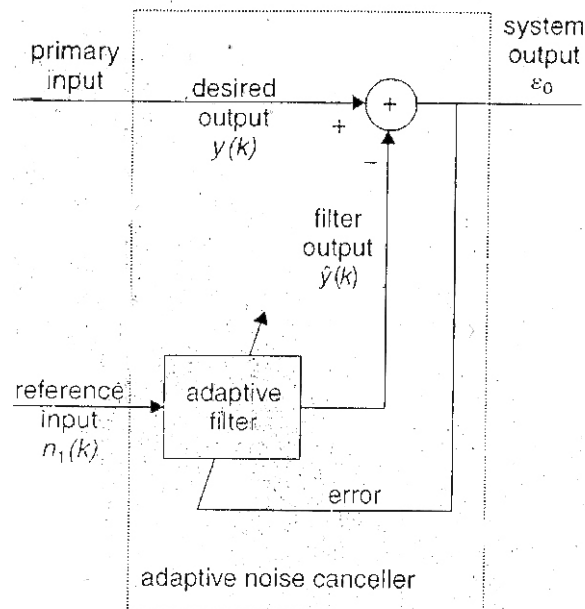 primary
input
system
output
ε₀
desired
output
y(k)
+
+
−
filter
output
ŷ(k)
reference
input
n₁(k)
adaptive
filter
error
adaptive noise canceller